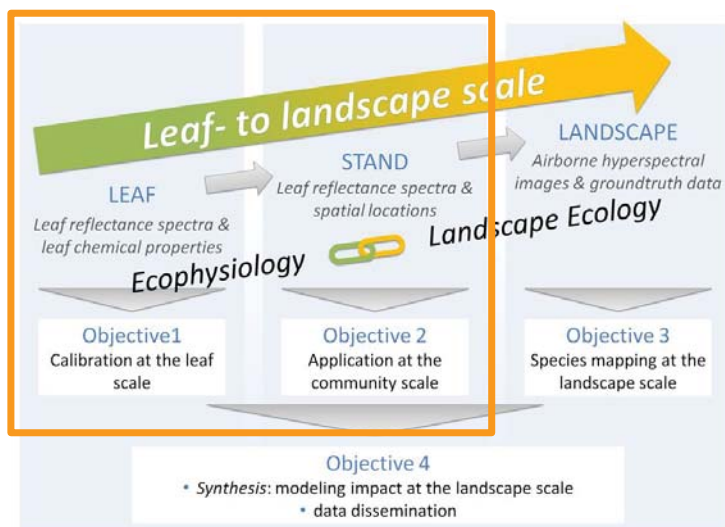 Leaf- to landscape scale
LEAF
Leaf reflectance spectra &
leaf chemical properties
STAND
Leaf reflectance spectra &
spatial locations
LANDSCAPE
Airborne hyperspectral
images & groundtruth data
Ecophysiology
Landscape Ecology
Objective1
Calibration at the leaf
scale
Objective 2
Application at the
community scale
Objective 3
Species mapping at the
landscape scale
Objective 4
• Synthesis: modeling impact at the landscape scale
• data dissemination